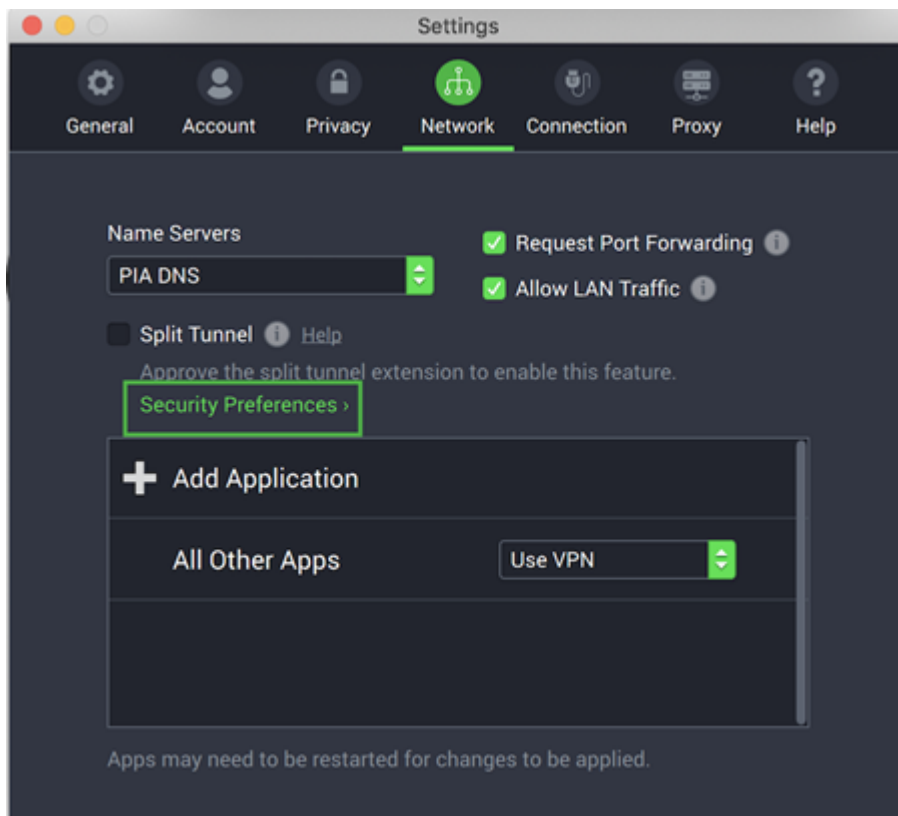 Settings
General Account Privacy Network Connection Proxy Help
Name Servers
PIA DNS
Request Port Forwarding
Allow LAN Traffic
Split Tunnel Help
Approve the split tunnel extension to enable this feature.
Security Preferences ›
Add Application
All Other Apps Use VPN
Apps may need to be restarted for changes to be applied.